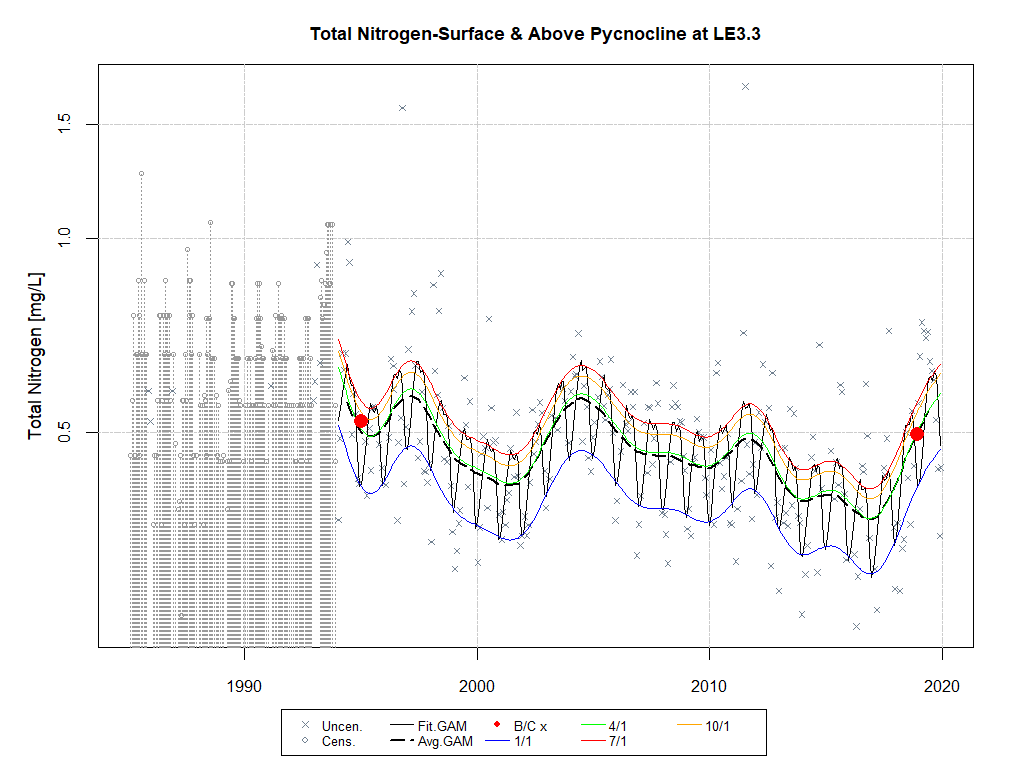 Total Nitrogen-Surface & Above Pycnocline at LE3.3
Total Nitrogen [mg/L]
1.5
1.0
0.5
1990 2000 2010 2020
Uncen. Fit.GAM B/C x 4/1 10/1
Cens. Avg.GAM 1/1 7/1